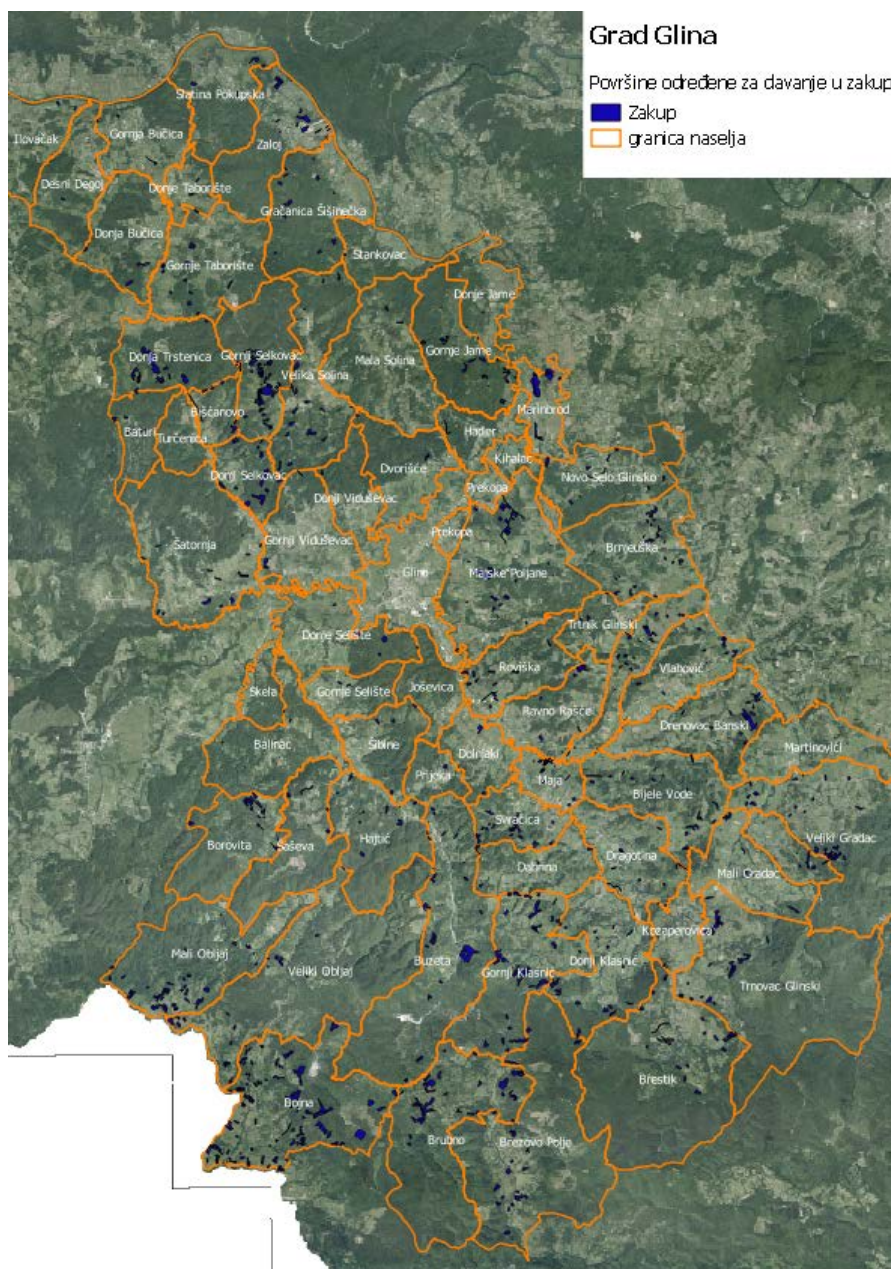 Grad Glina
Površine određene za davanje u zakup
Zakup
granica naselja
Slatina Pokupska
Ilovačak
Gornja Bučica
Zaloj
Desni Degoj
Donje Taborište
Gračanica Šišinečka
Donja Bučica
Stankovac
Gornje Taborište
Donje Jame
Donja Trstenica
Gornji Selkovac
Mala Solina
Gornje Jame
Velika Solina
Marinbrod
Bišćanovo
Baturi
Turčenica
Hader
Kihalac
Dvorišće
Donji Selkovac
Novo Selo Glinsko
Prekopa
Donji Viduševac
Prekopa
Šatornja
Gornji Viduševac
Brnjeuška
Glina
Majske Poljane
Trtnik Glinski
Donje Selište
Roviška
Vlahović
Skela
Gornje Selište
Joševica
Ravno Rašće
Drenovac Banski
Balinac
Šibine
Dolnjaki
Martinovići
Prijeka
Maja
Bijele Vode
Svračica
Borovita
Saševa
Hajtić
Veliki Gradac
Dragotina
Dabrina
Mali Gradac
Kozaperovica
Mali Obljaj
Veliki Obljaj
Buzeta
Gornji Klasnić
Donji Klasnić
Trnovac Glinski
Brestik
Bojna
Brubno
Brezovo Polje